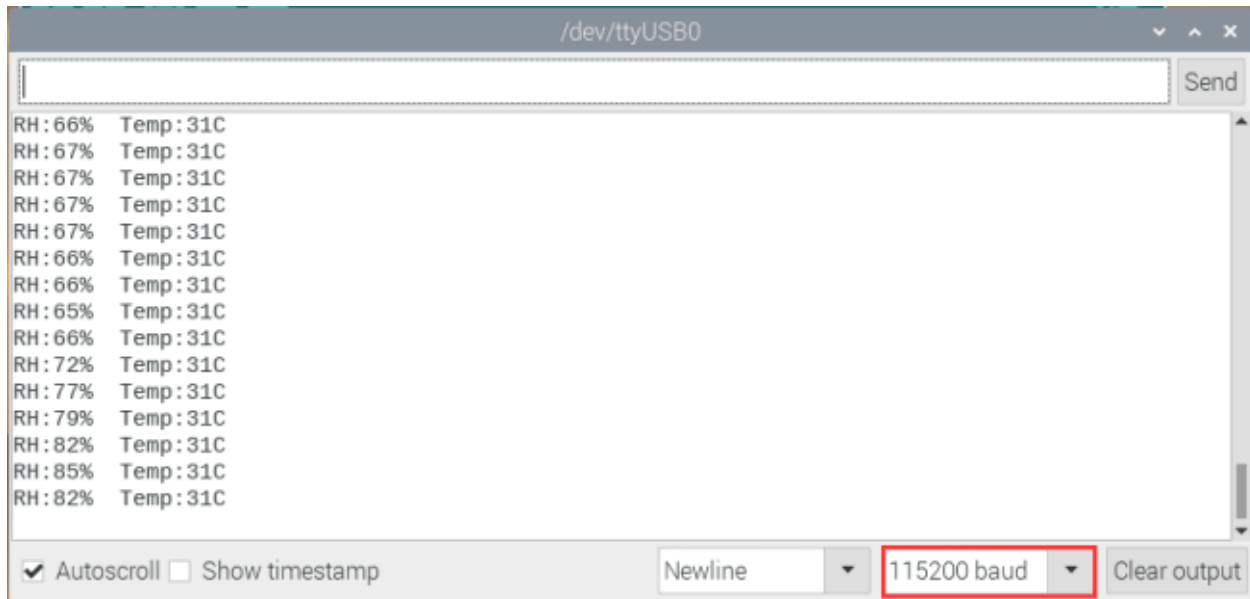 /dev/ttyUSB0
Send
RH:66%  Temp:31C
RH:67%  Temp:31C
RH:67%  Temp:31C
RH:67%  Temp:31C
RH:67%  Temp:31C
RH:66%  Temp:31C
RH:66%  Temp:31C
RH:65%  Temp:31C
RH:66%  Temp:31C
RH:72%  Temp:31C
RH:77%  Temp:31C
RH:79%  Temp:31C
RH:82%  Temp:31C
RH:85%  Temp:31C
RH:82%  Temp:31C
Autoscroll Show timestamp Newline 115200 baud Clear output